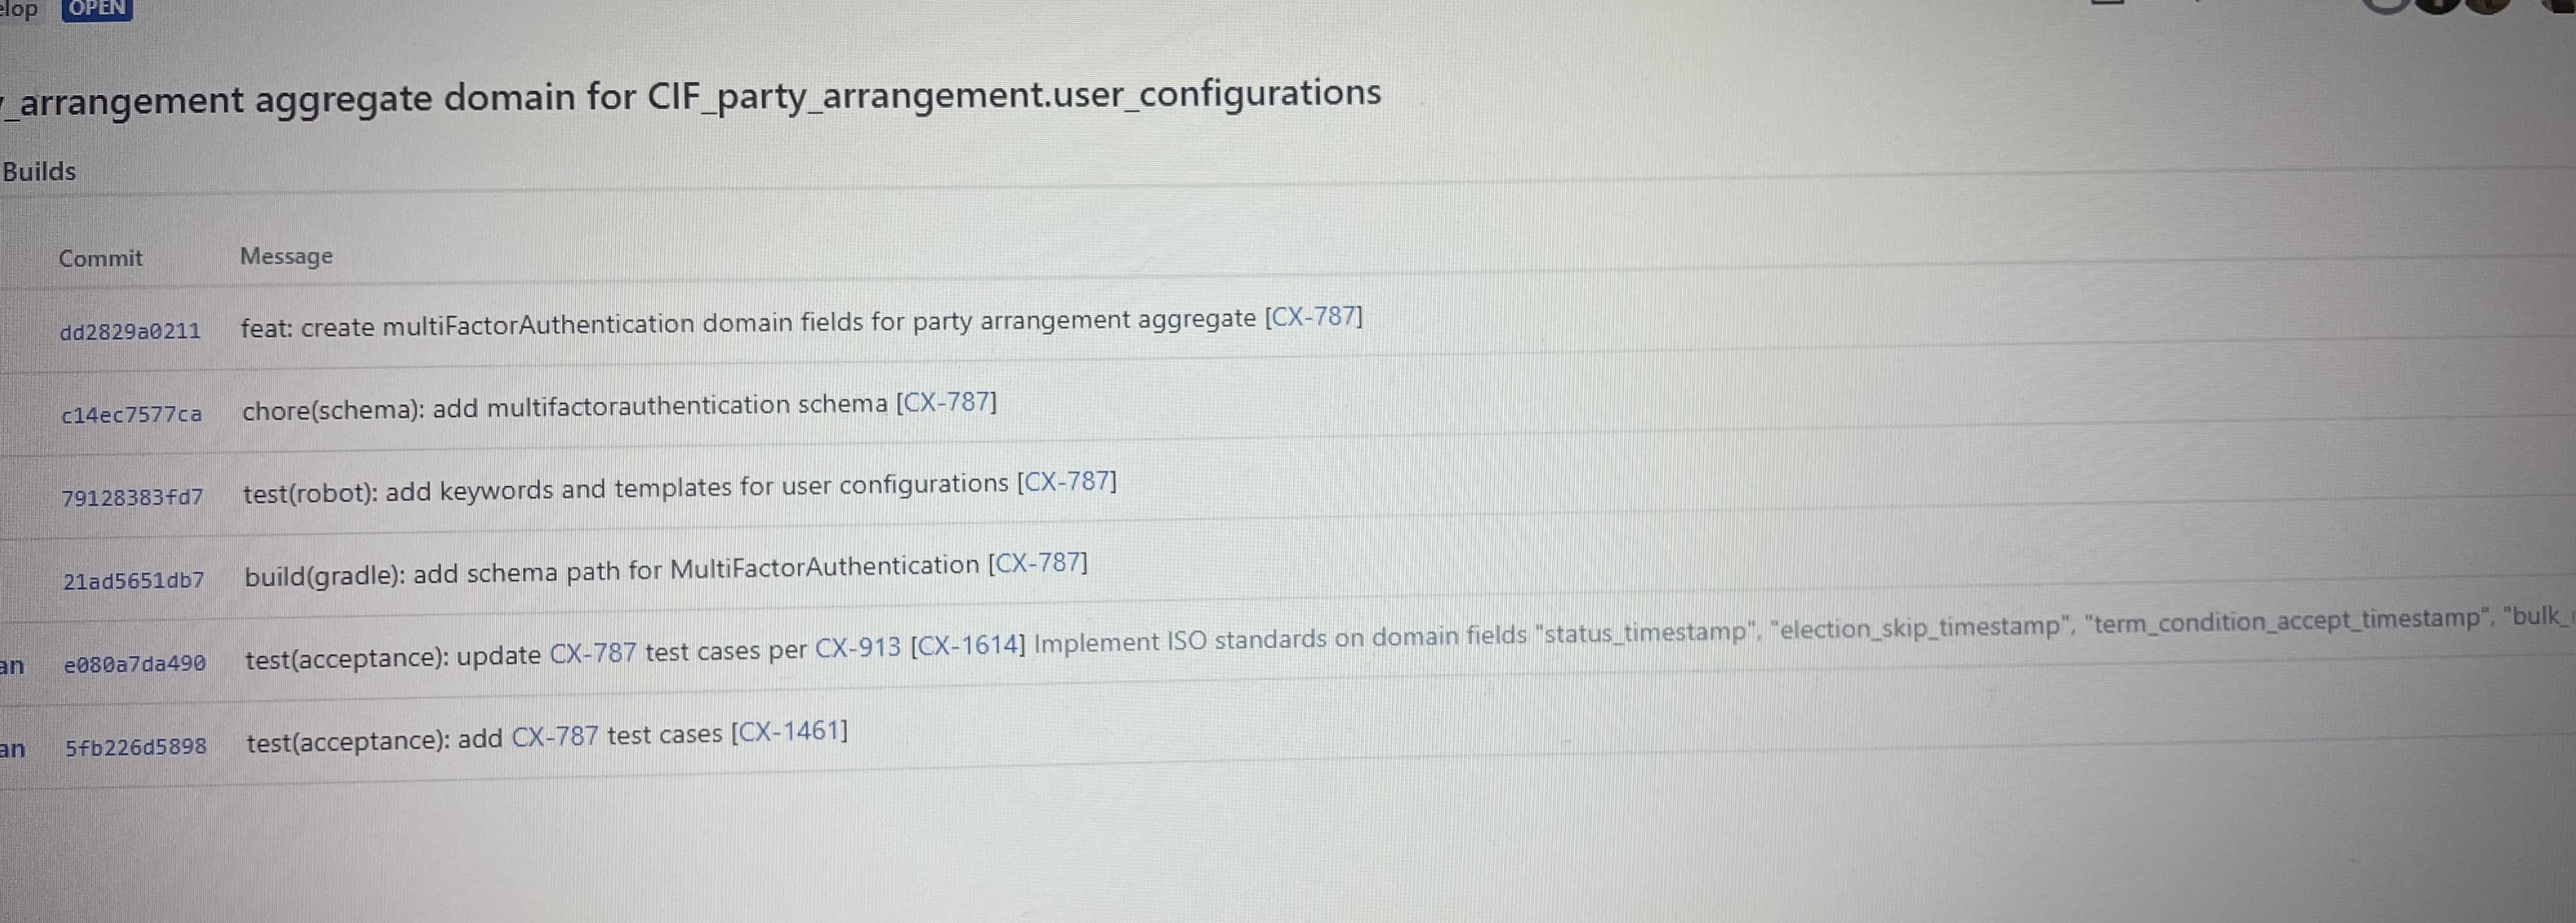 OPEN
_arrangement aggregate domain for CIF_party_arrangement.user_configurations
Builds
Commit Message
dd2829a0211 feat: create multiFactorAuthentication domain fields for party arrangement aggregate [CX-787]
c14ec7577ca chore(schema): add multifactorauthentication schema [CX-787]
79128383fd7 test(robot): add keywords and templates for user configurations [CX-787]
21ad5651db7 build(gradle): add schema path for MultiFactorAuthentication [CX-787]
an e080a7da490 test(acceptance): update CX-787 test cases per CX-913 [CX-1614] Implement ISO standards on domain fields "status_timestamp", "election_skip_timestamp", "term_condition_accept_timestamp", "bulk_
an 5fb226d5898 test(acceptance): add CX-787 test cases [CX-1461]